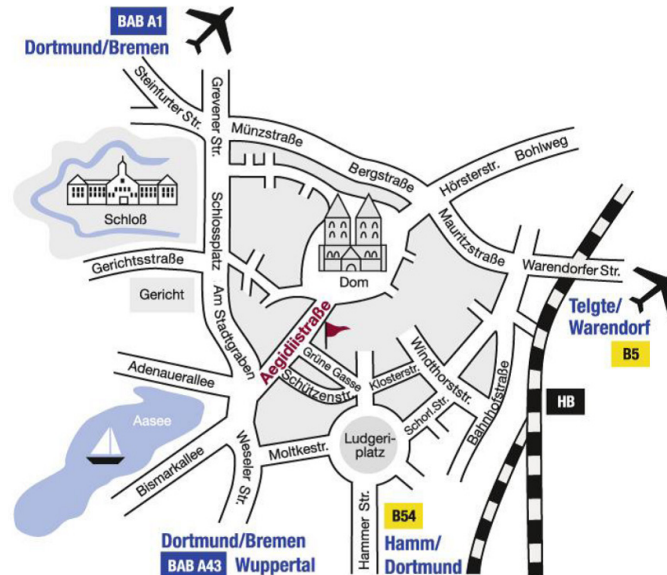 BAB A1
Dortmund/Bremen
Steinfurter Str.
Grevener Str.
Münzstraße
Bergstraße
Hörsterstr.
Bohlweg
Schloß
Schlossplatz
Mauritzstraße
Gerichtsstraße
Dom
Warendorfer Str.
Gericht
Am Stadtgraben
Telgte/
Warendorf
B5
Aegidiistraße
Grüne Gasse
Windthorststr.
Adenauerallee
Schützenstr.
Klosterstr.
Bahnhofstraße
HB
Aasee
Schorl.Str.
Ludgeri-
platz
Bismarkallee
Weseler
Str.
Moltkestr.
Hammer Str.
B54
Dortmund/Bremen
BAB A43 Wuppertal
Hamm/
Dortmund